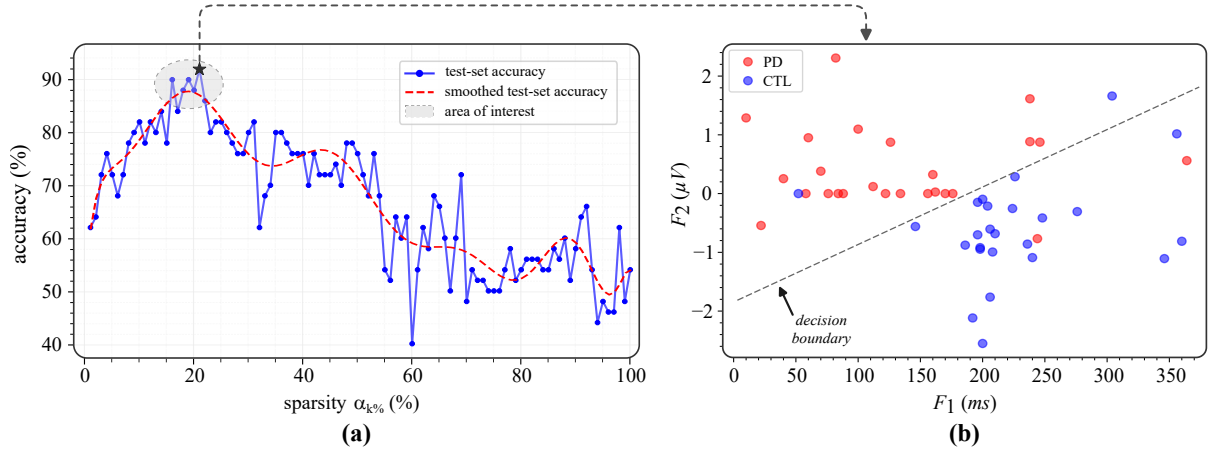 90
80
70
60
50
40
accuracy (%)
test-set accuracy
smoothed test-set accuracy
area of interest
0
20
40
60
80
100
sparsity αk% (%)
(a)
2
1
0
−1
−2
F2 (μV)
PD
CTL
decision
boundary
0
50
100
150
200
250
300
350
F1 (ms)
(b)